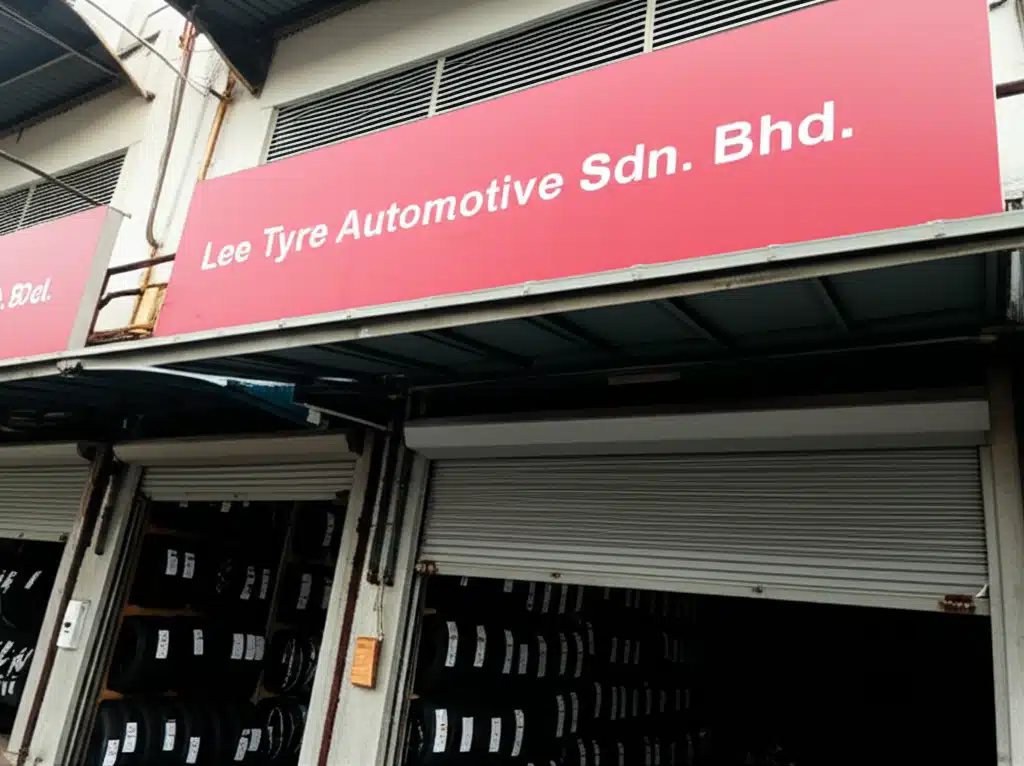 Lee Tyre Automotive Sdn. Bhd.